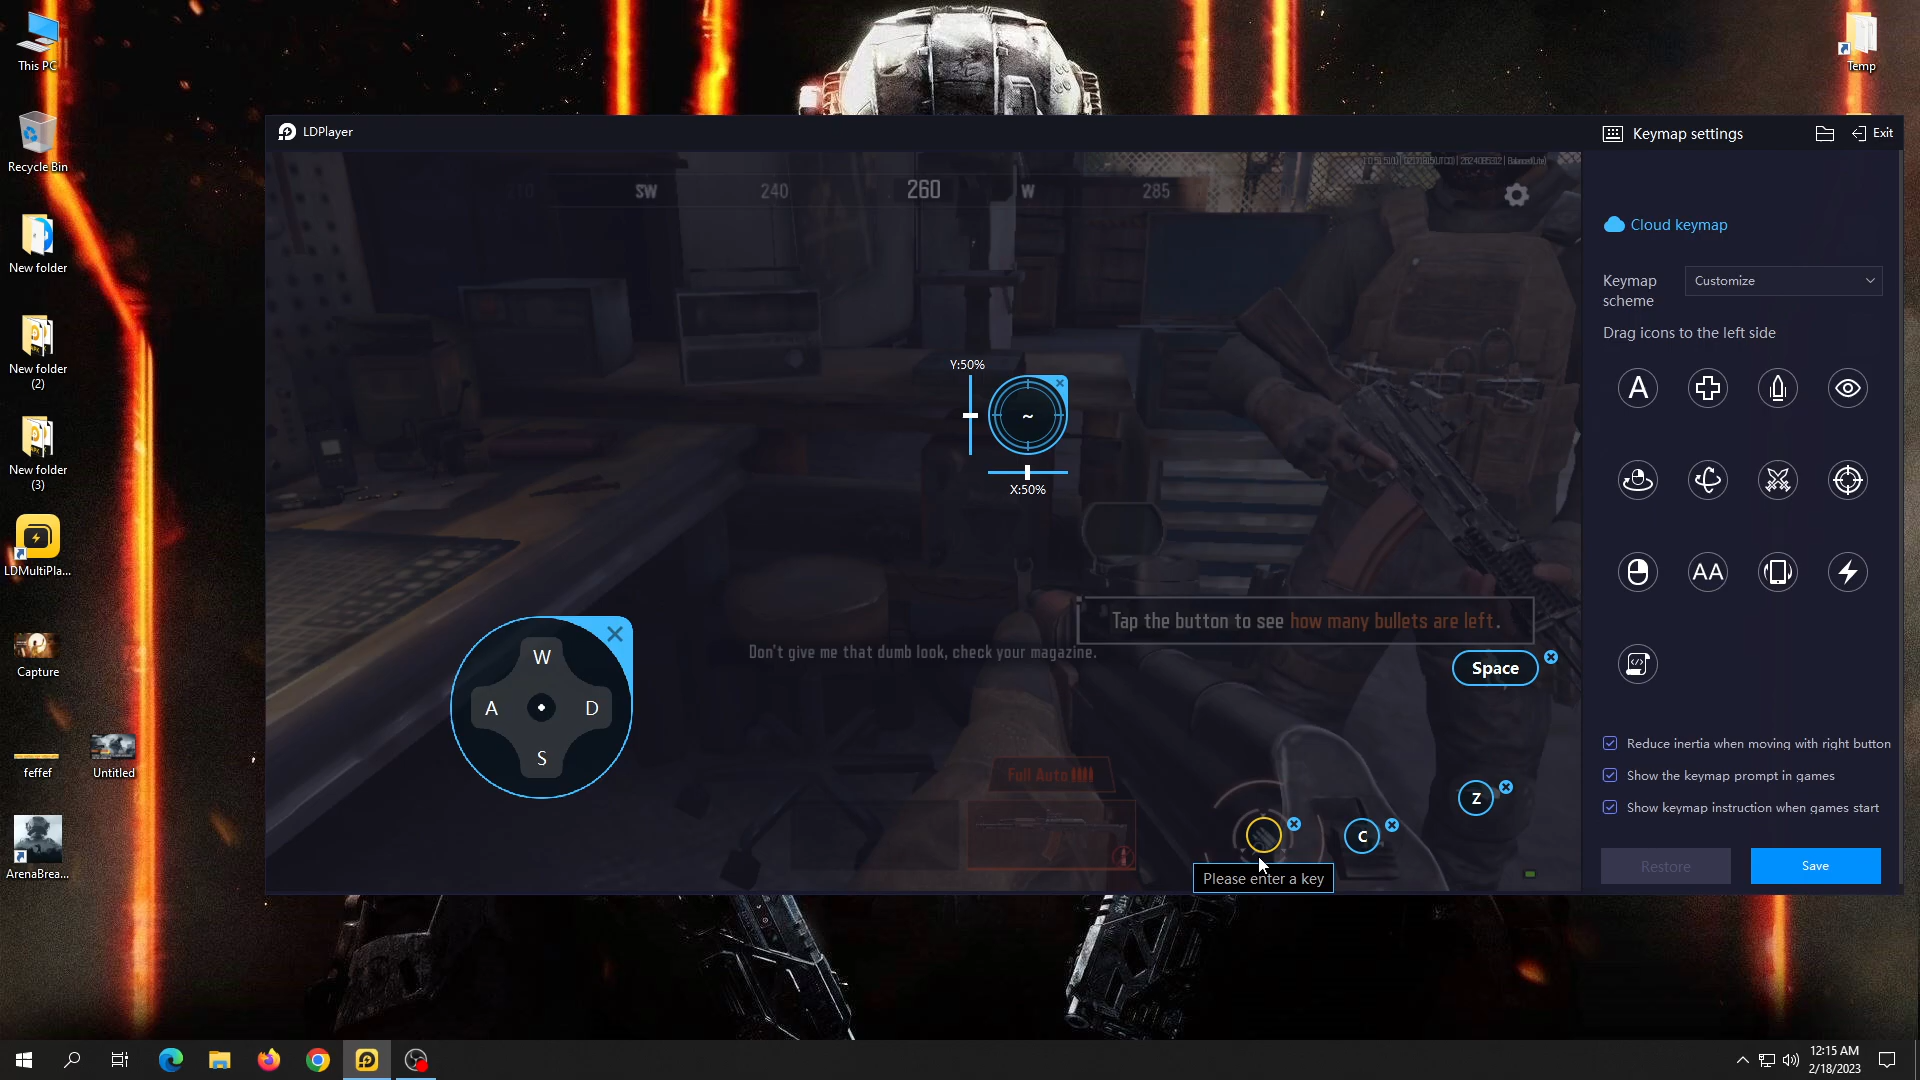 This PC
Recycle Bin
New folder
New folder
(2)
New folder
(3)
LDMultiPla...
Capture
feffef
Untitled
ArenaBrea...
Temp
LDPlayer
Keymap settings
Exit
SW
240
260
W
285
Cloud keymap
Keymap
scheme
Customize
Drag icons to the left side
A
AA
Y:50%
~
X:50%
Tap the button to see how many bullets are left.
Don't give me that dumb look, check your magazine.
Space
W
A
D
S
Full Auto
Z
C
Please enter a key
Reduce inertia when moving with right button
Show the keymap prompt in games
Show keymap instruction when games start
Restore
Save
12:15 AM
2/18/2023